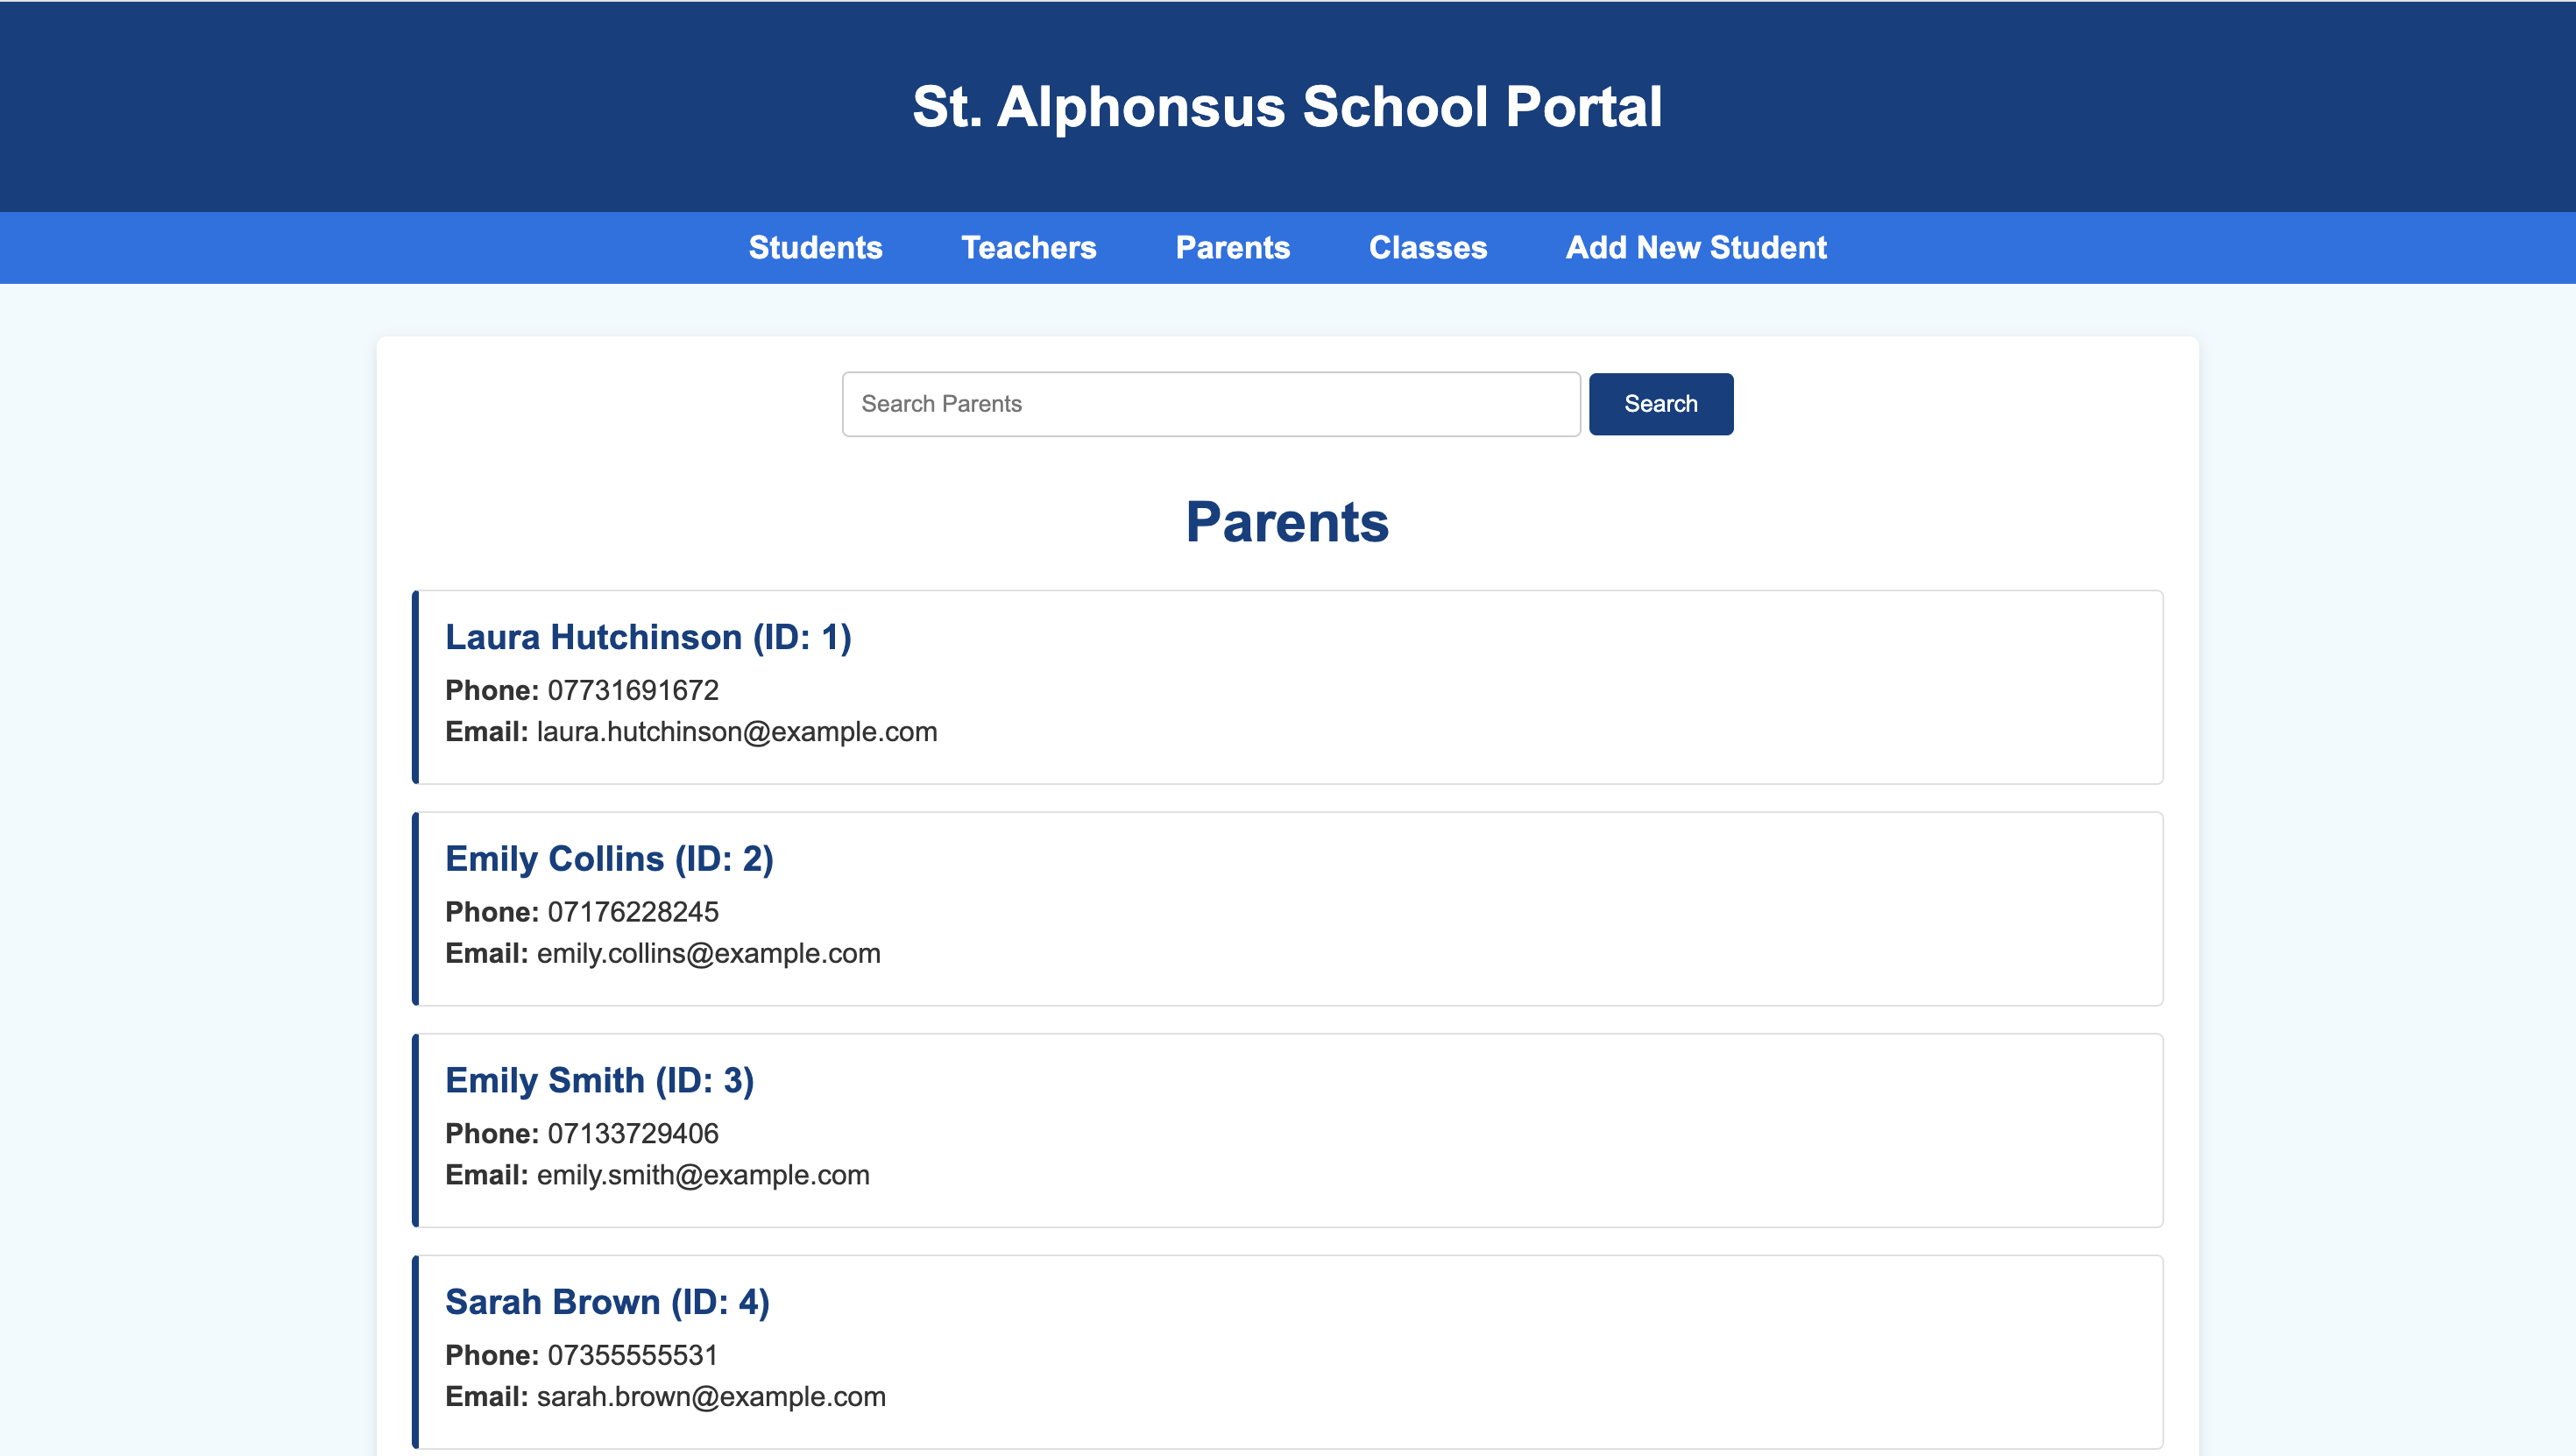 St. Alphonsus School Portal
Students Teachers Parents Classes Add New Student
Search Parents Search
Parents
Laura Hutchinson (ID: 1)
Phone: 07731691672
Email: laura.hutchinson@example.com
Emily Collins (ID: 2)
Phone: 07176228245
Email: emily.collins@example.com
Emily Smith (ID: 3)
Phone: 07133729406
Email: emily.smith@example.com
Sarah Brown (ID: 4)
Phone: 07355555531
Email: sarah.brown@example.com